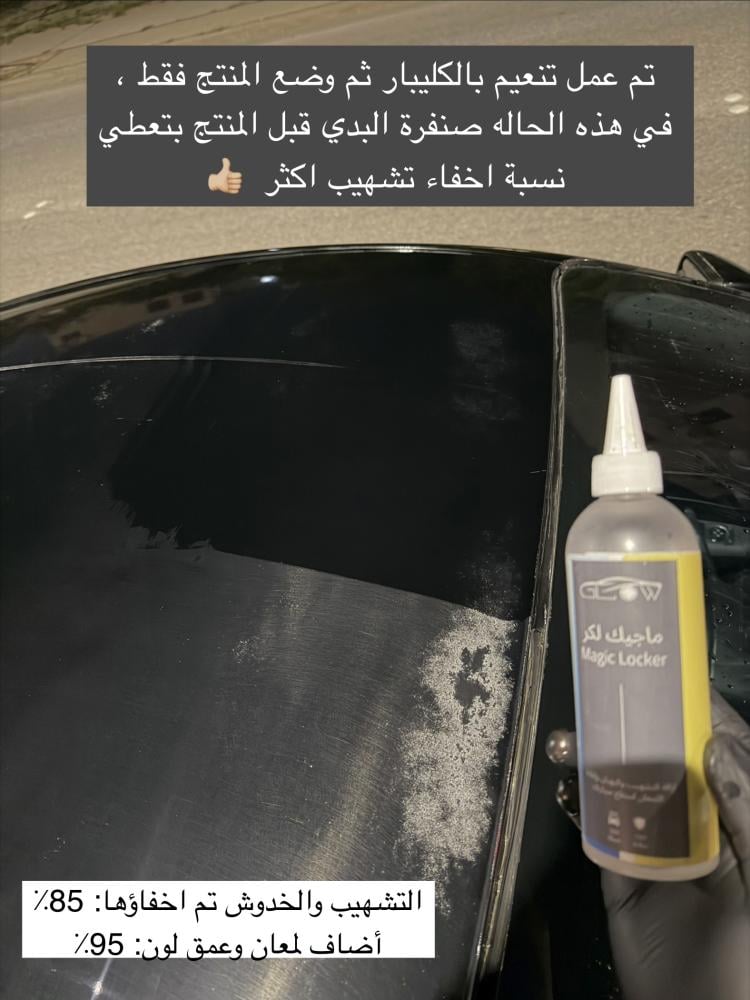 تم عمل تنعيم بالكليبار ثم وضع المنتج فقط ،
في هذه الحاله صنفرة البدي قبل المنتج بتعطي
نسبة اخفاء تشهيب اكثر 👍🏻
GLOW
ماجيك لكر
Magic Locker
التشهيب والخدوش تم اخفاؤها: 85٪
أضاف لمعان وعمق لون: 95٪